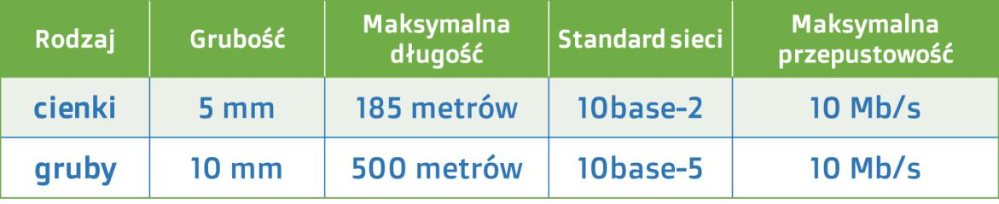 Rodzaj Grubość Maksymalna długość Standard sieci Maksymalna przepustowość
cienki 5 mm 185 metrów 10base-2 10 Mb/s
gruby 10 mm 500 metrów 10base-5 10 Mb/s